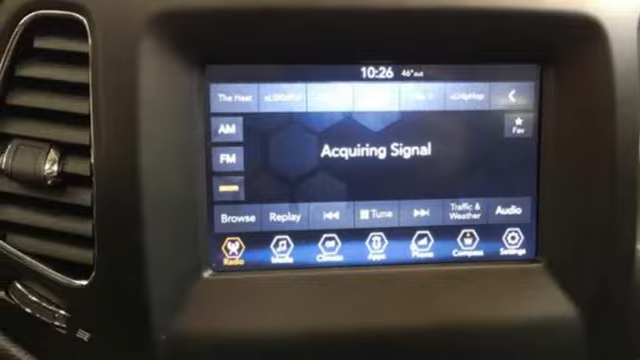 10:26 46°out
The Heat
AM
Fav
Acquiring Signal
FM
Browse Replay Tuna Traffic & Weather Audio
Radio Media Climate Apps Phone Compass Settings